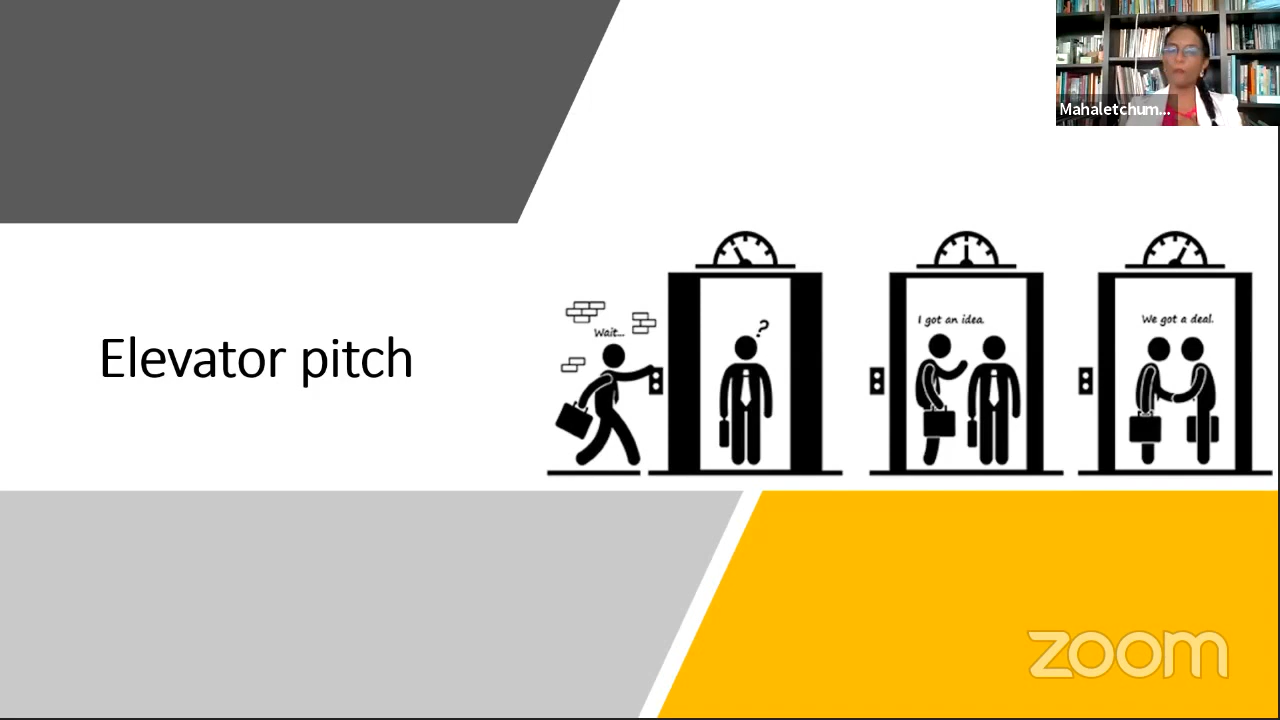 Mahaletchum...
Elevator pitch
Wait...
?
I got an idea.
We got a deal.
zoom